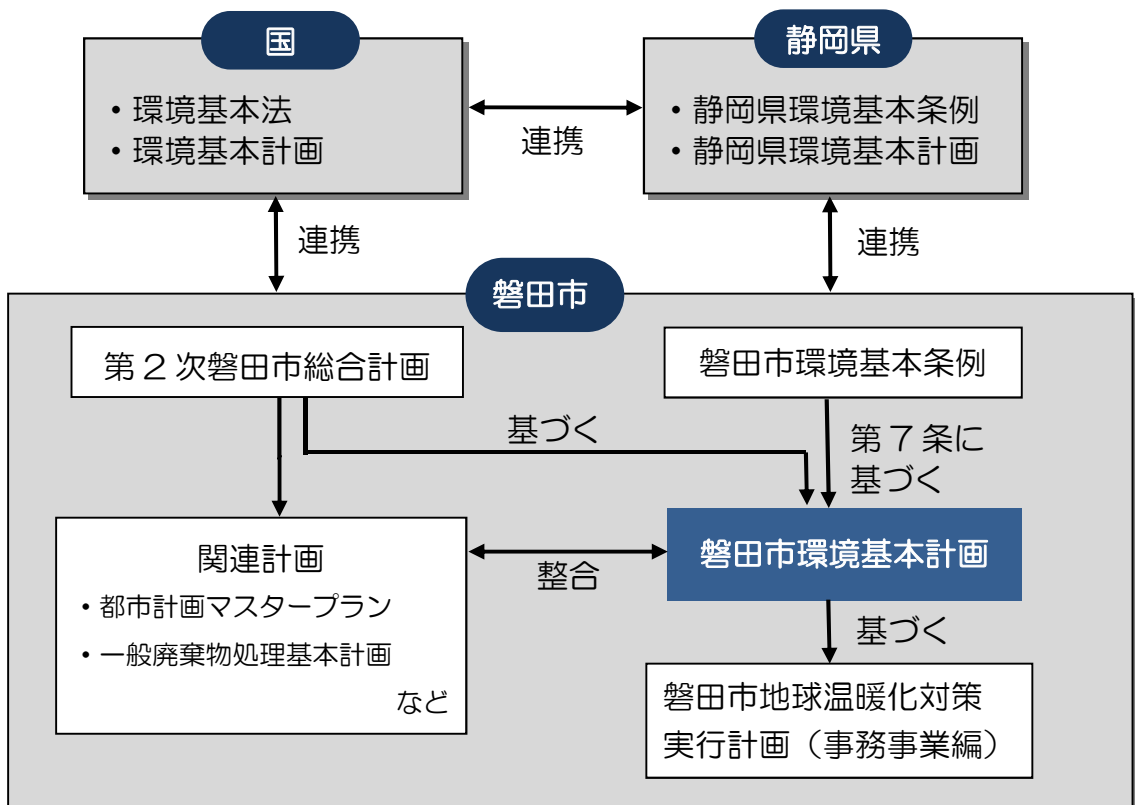 国
・環境基本法
・環境基本計画
連携
静岡県
・静岡県環境基本条例
・静岡県環境基本計画
連携
連携
磐田市
第２次磐田市総合計画
磐田市環境基本条例
基づく
第７条に
基づく
関連計画
・都市計画マスタープラン
・一般廃棄物処理基本計画
など
整合
磐田市環境基本計画
基づく
磐田市地球温暖化対策
実行計画（事務事業編）